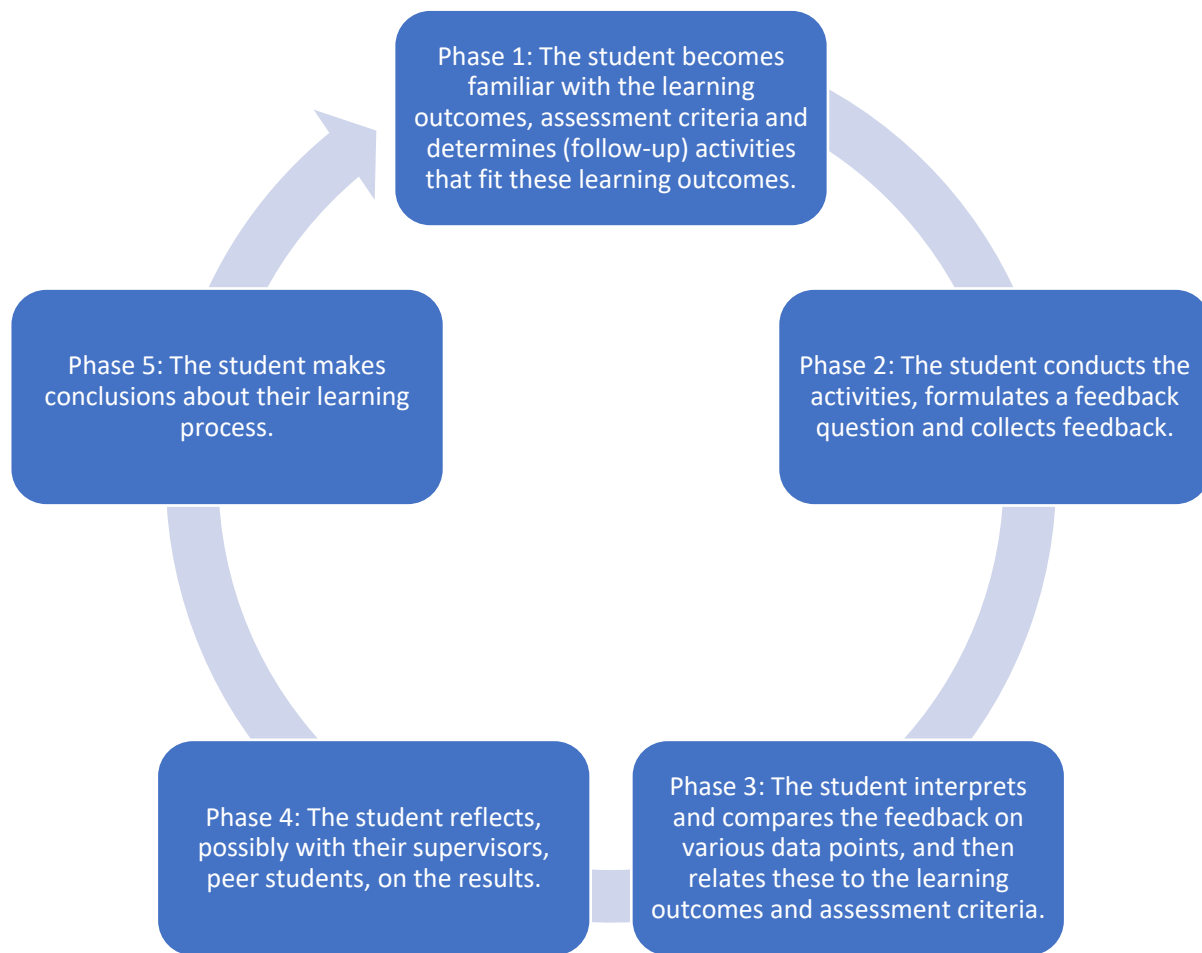 Phase 1: The student becomes
familiar with the learning
outcomes, assessment criteria and
determines (follow-up) activities
that fit these learning outcomes.
Phase 2: The student conducts the
activities, formulates a feedback
question and collects feedback.
Phase 3: The student interprets
and compares the feedback on
various data points, and then
relates these to the learning
outcomes and assessment criteria.
Phase 4: The student reflects,
possibly with their supervisors,
peer students, on the results.
Phase 5: The student makes
conclusions about their learning
process.